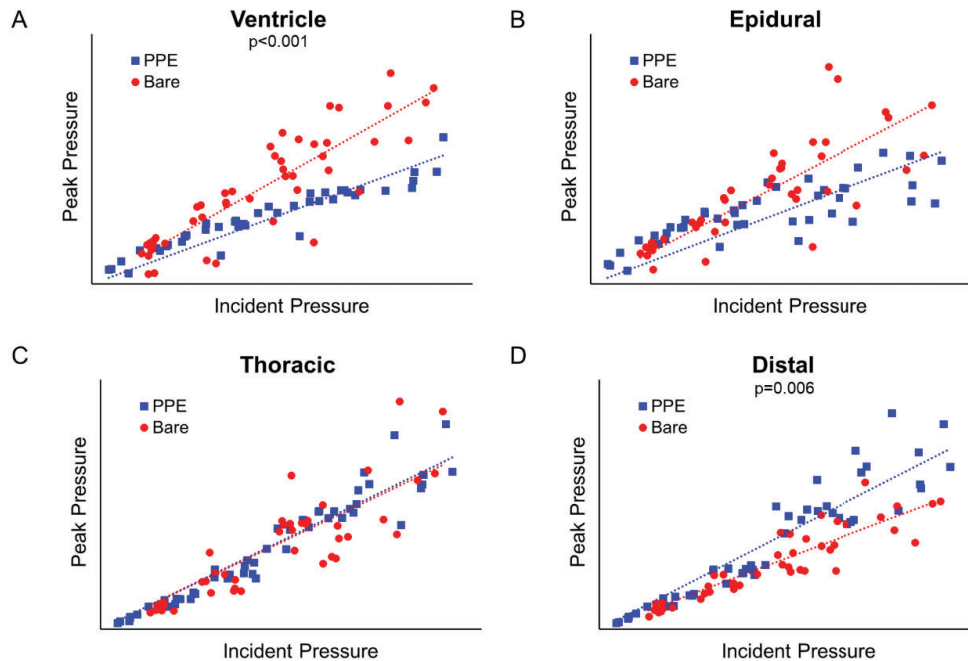 A
Ventricle
p<0.001
PPE
Bare
Peak Pressure
Incident Pressure
B
Epidural
PPE
Bare
Peak Pressure
Incident Pressure
C
Thoracic
PPE
Bare
Peak Pressure
Incident Pressure
D
Distal
p=0.006
PPE
Bare
Peak Pressure
Incident Pressure